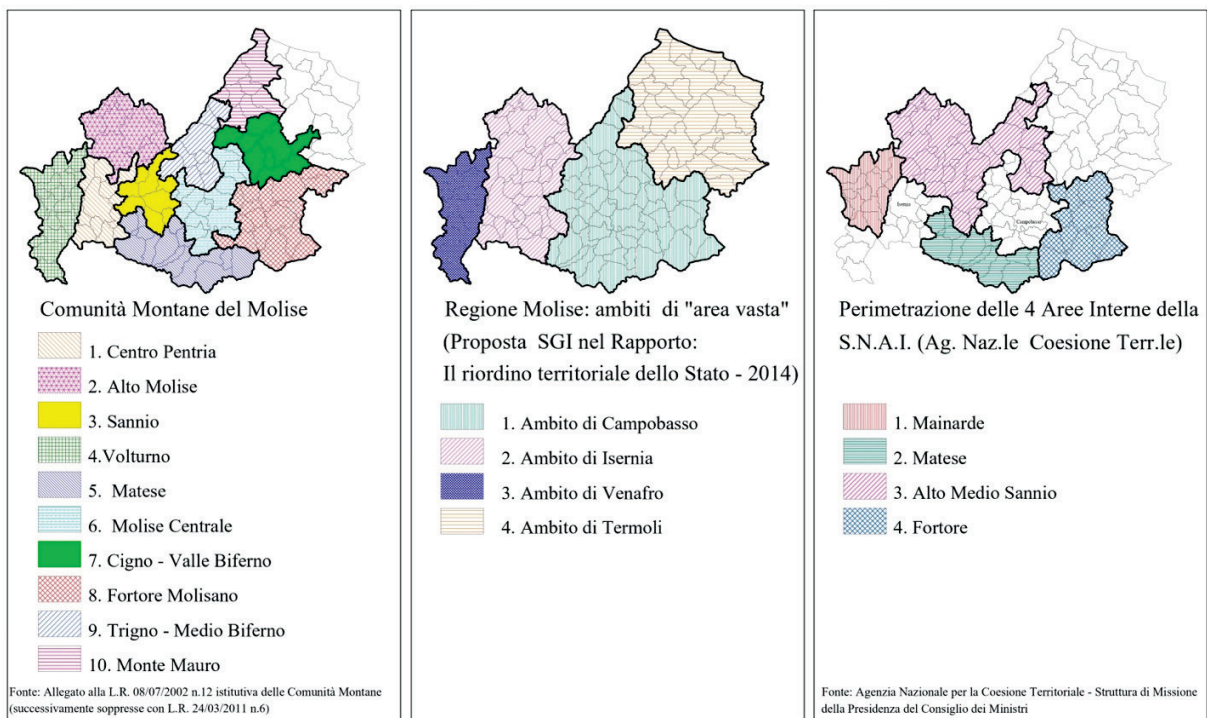 Comunità Montane del Molise
1. Centro Pentria
2. Alto Molise
3. Sannio
4.Volturno
5. Matese
6. Molise Centrale
7. Cigno - Valle Biferno
8. Fortore Molisano
9. Trigno - Medio Biferno
10. Monte Mauro
Fonte: Allegato alla L.R. 08/07/2002 n.12 istitutiva delle Comunità Montane
(successivamente soppresse con L.R. 24/03/2011 n.6)
Regione Molise: ambiti di "area vasta"
(Proposta SGI nel Rapporto:
Il riordino territoriale dello Stato - 2014)
1. Ambito di Campobasso
2. Ambito di Isernia
3. Ambito di Venafro
4. Ambito di Termoli
Isernia
Campobasso
Perimetrazione delle 4 Aree Interne della
S.N.A.I. (Ag. Naz.le Coesione Terr.le)
1. Mainarde
2. Matese
3. Alto Medio Sannio
4. Fortore
Fonte: Agenzia Nazionale per la Coesione Territoriale - Struttura di Missione
della Presidenza del Consiglio dei Ministri